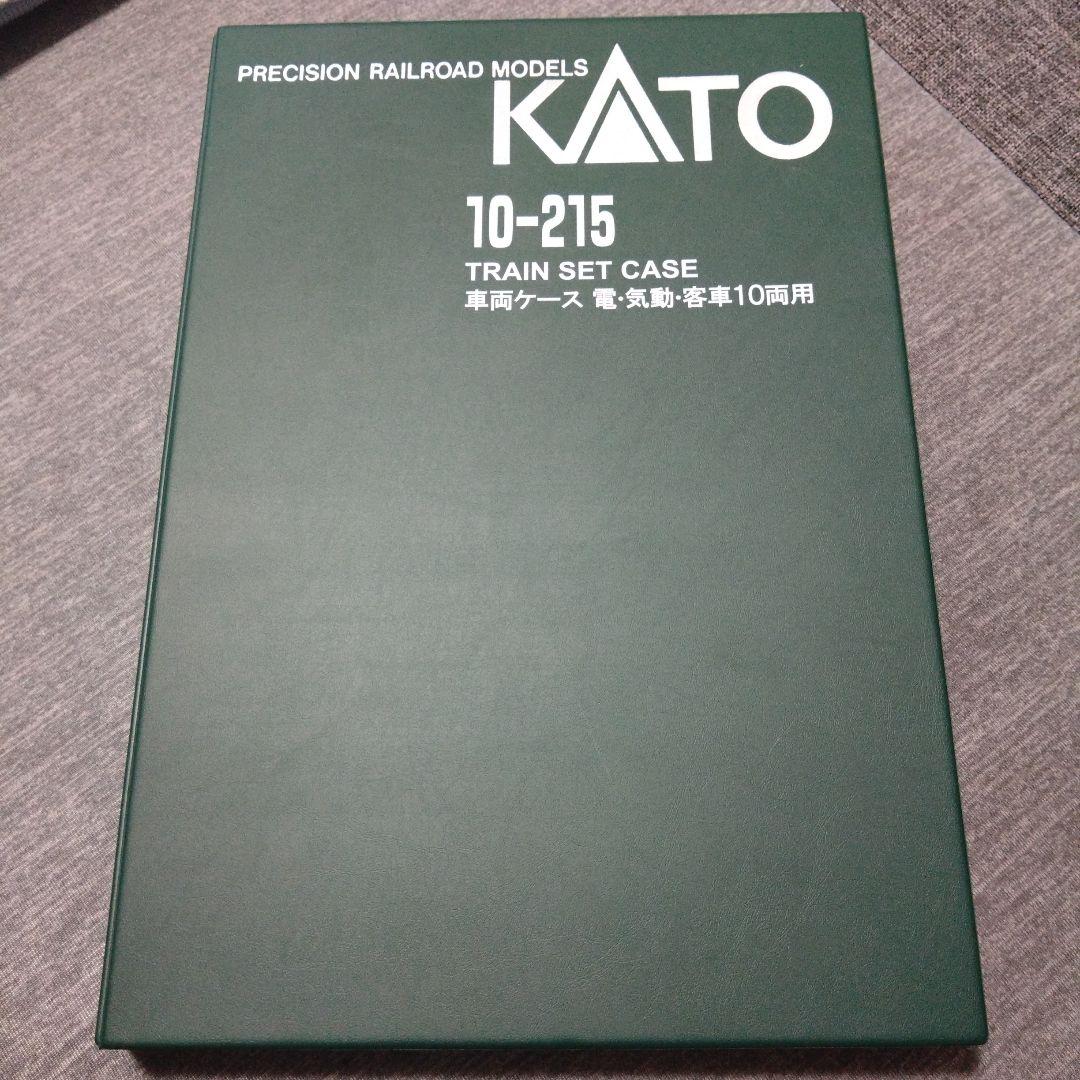 PRECISION RAILROAD MODELS
KATO
10-215
TRAIN SET CASE
車両ケース 電・気動・客車10両用